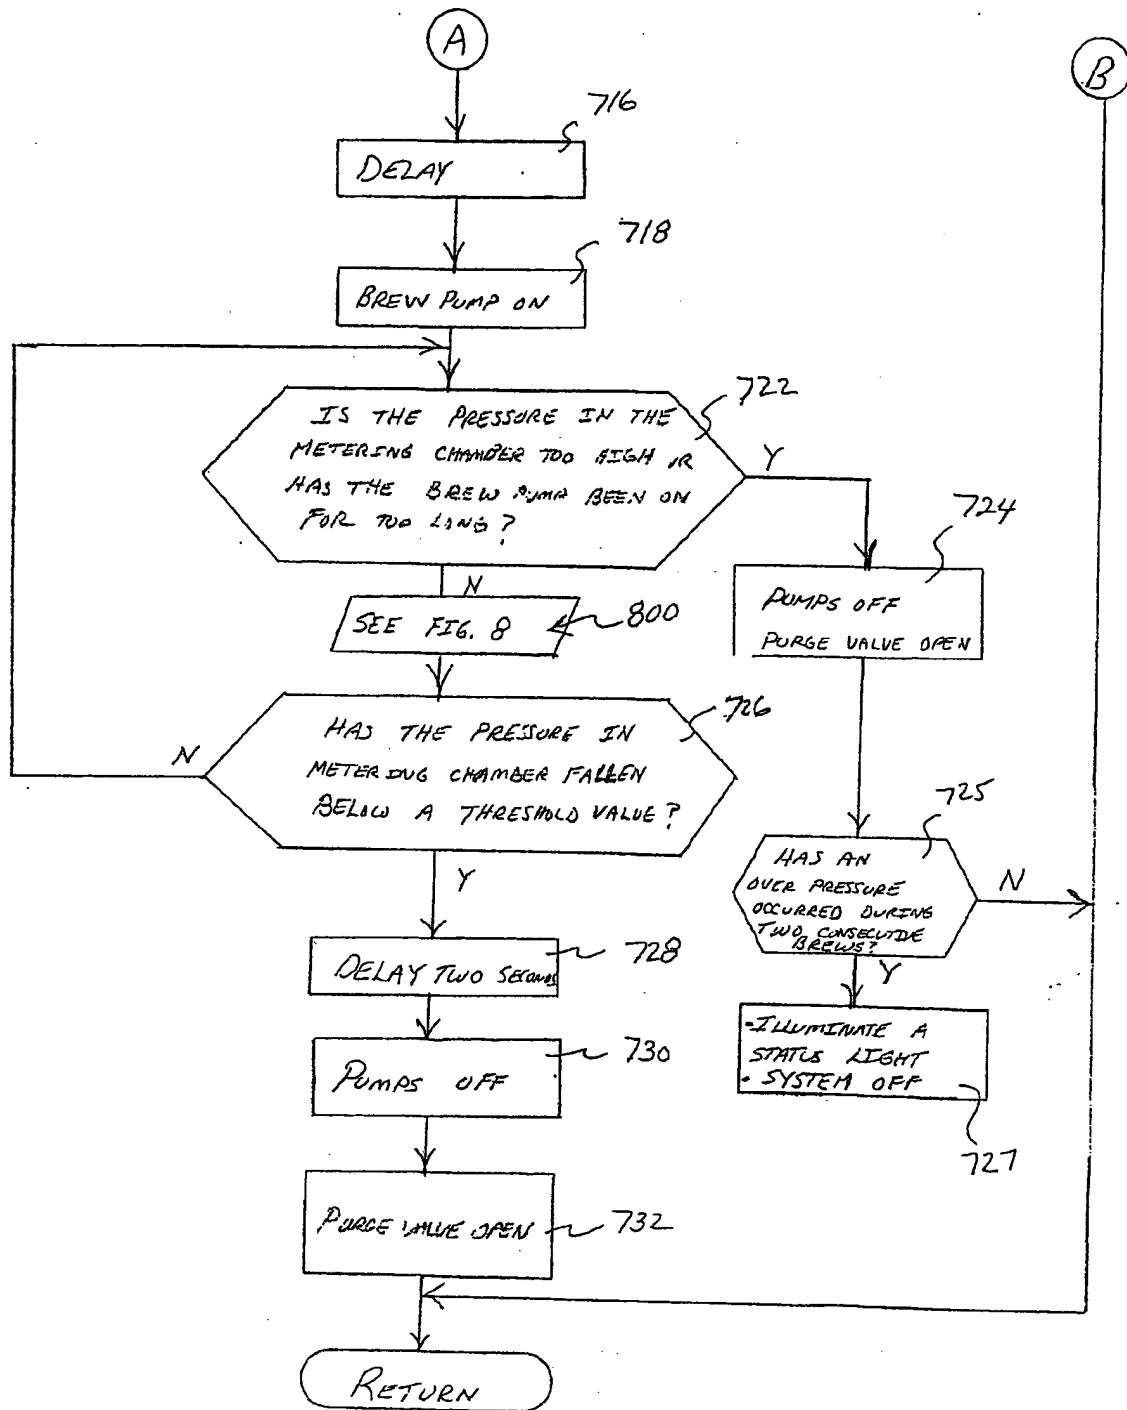 A
B
716
DELAY
718
BREW PUMP ON
722
IS THE PRESSURE IN THE
METERING CHAMBER TOO HIGH OR
HAS THE BREW PUMP BEEN ON
FOR TOO LONG?
Y
N
724
PUMPS OFF
PURGE VALUE OPEN
SEE FIG. 8
800
726
HAS THE PRESSURE IN
METERING CHAMBER FALLEN
BELOW A THRESHOLD VALUE?
N
Y
725
HAS AN
OVER PRESSURE
OCCURRED DURING
TWO CONSECUTIVE
BREWS?
N
Y
728
DELAY TWO SECONDS
727
- ILLUMINATE A
STATUS LIGHT
• SYSTEM OFF
730
PUMPS OFF
732
PURGE VALUE OPEN
RETURN